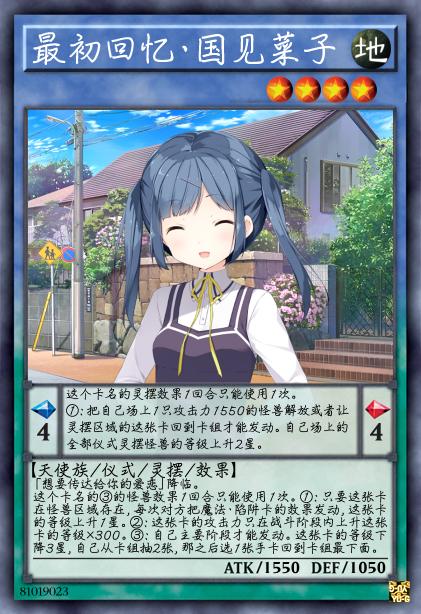 最初回忆·国见菜子
地
4
4
这个卡名的灵摆效果1回合只能使用1次。
①：把自己场上1只攻击力1550的怪兽解放或者让
灵摆区域的这张卡回到卡组才能发动。自己场上的
全部仪式灵摆怪兽的等级上升2星。
【天使族/仪式/灵摆/效果】
「想要传达给你的爱恋」降临。
这个卡名的③的怪兽效果1回合只能使用1次。①：只要这张卡
在怪兽区域存在，每次对方把魔法·陷阱卡的效果发动，这张卡
的等级上升1星。②：这张卡的攻击力只在战斗阶段内上升这张
卡的等级×300。③：自己主要阶段才能发动。这张卡的等级下
降3星，自己从卡组抽2张，那之后选1张手卡回到卡组最下面。
ATK/1550 DEF/1050
81019023